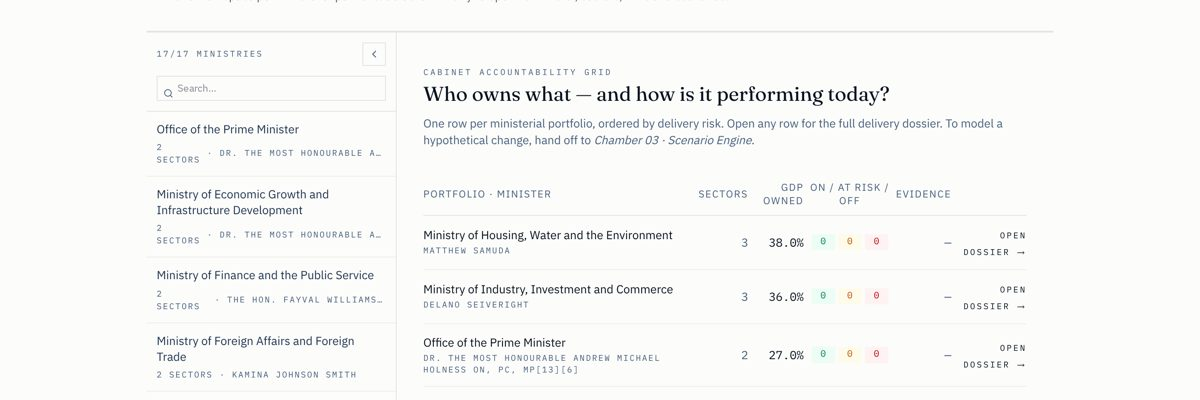 17/17 MINISTRIES
Search…
Office of the Prime Minister
2
SECTORS · DR. THE MOST HONOURABLE A…
Ministry of Economic Growth and
Infrastructure Development
2
SECTORS · DR. THE MOST HONOURABLE A…
Ministry of Finance and the Public Service
2
SECTORS · THE HON. FAYVAL WILLIAMS…
Ministry of Foreign Affairs and Foreign
Trade
2 SECTORS · KAMINA JOHNSON SMITH
CABINET ACCOUNTABILITY GRID
Who owns what — and how is it performing today?
One row per ministerial portfolio, ordered by delivery risk. Open any row for the full delivery dossier. To model a
hypothetical change, hand off to Chamber 03 · Scenario Engine.
PORTFOLIO · MINISTER SECTORS GDP OWNED ON / AT RISK / OFF EVIDENCE
Ministry of Housing, Water and the Environment 3 38.0% 0 0 0 — OPEN
MATTHEW SAMUDA DOSSIER →
Ministry of Industry, Investment and Commerce 3 36.0% 0 0 0 — OPEN
DELANO SEIVERIGHT DOSSIER →
Office of the Prime Minister 2 27.0% 0 0 0 — OPEN
DR. THE MOST HONOURABLE ANDREW MICHAEL DOSSIER →
HOLNESS ON, PC, MP[13][6]